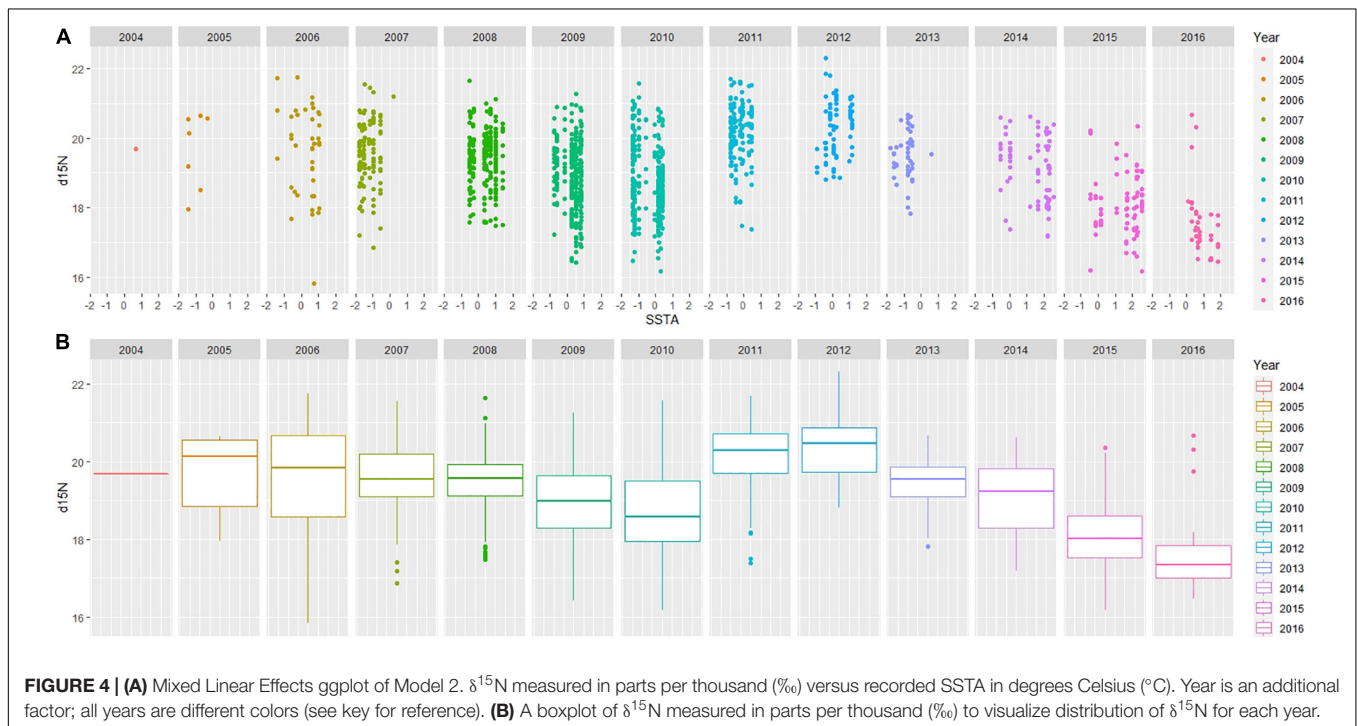 A
2004 2005 2006 2007 2008 2009 2010 2011 2012 2013 2014 2015 2016
22
20
18
16
d15N
-2 -1 0 1 2 -2 -1 0 1 2 -2 -1 0 1 2 -2 -1 0 1 2 -2 -1 0 1 2 -2 -1 0 1 2 -2 -1 0 1 2 -2 -1 0 1 2 -2 -1 0 1 2 -2 -1 0 1 2 -2 -1 0 1 2 -2 -1 0 1 2 -2 -1 0 1 2
SSTA
Year
2004
2005
2006
2007
2008
2009
2010
2011
2012
2013
2014
2015
2016
B
2004 2005 2006 2007 2008 2009 2010 2011 2012 2013 2014 2015 2016
22
20
18
16
d15N
Year
2004
2005
2006
2007
2008
2009
2010
2011
2012
2013
2014
2015
2016
FIGURE 4 | (A) Mixed Linear Effects ggplot of Model 2. δ¹⁵N measured in parts per thousand (‰) versus recorded SSTA in degrees Celsius (°C). Year is an additional
factor; all years are different colors (see key for reference). (B) A boxplot of δ¹⁵N measured in parts per thousand (‰) to visualize distribution of δ¹⁵N for each year.